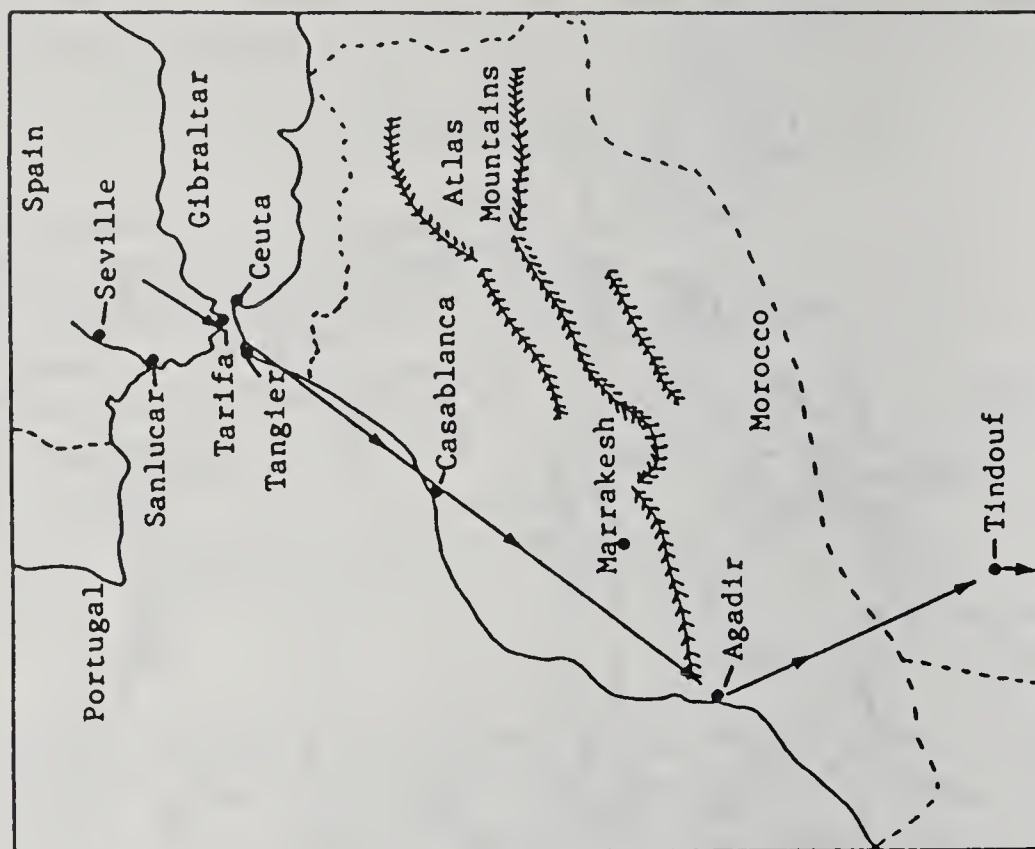 Spain
Portugal
Seville
Gibraltar
Sanlucar
Tarifa
Ceuta
Tangier
Casablanca
Atlas
Mountains
Marrakesh
Morocco
Agadir
Tindouf